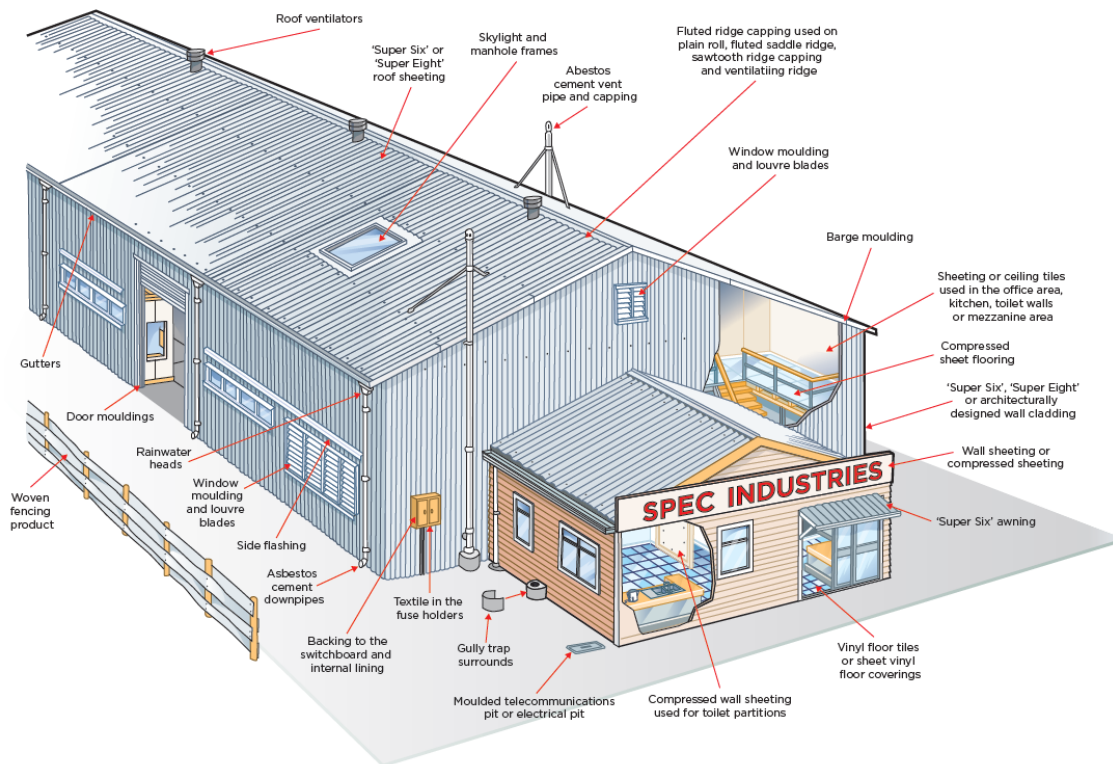 Roof ventilators
'Super Six' or
'Super Eight'
roof sheeting
Skylight and
manhole frames
Abestos
cement vent
pipe and capping
Fluted ridge capping used on
plain roll, fluted saddle ridge,
sawtooth ridge capping
and ventilatiing ridge
Window moulding
and louvre blades
Barge moulding
Sheeting or ceiling tiles
used in the office area,
kitchen, toilet walls
or mezzanine area
Compressed
sheet flooring
'Super Six', 'Super Eight'
or architecturally
designed wall cladding
Wall sheeting or
compressed sheeting
SPEC INDUSTRIES
'Super Six' awning
Gutters
Door mouldings
Rainwater
heads
Window
moulding
and louvre
blades
Woven
fencing
product
Side flashing
Asbestos
cement
downpipes
Textile in the
fuse holders
Backing to the
switchboard and
internal lining
Gully trap
surrounds
Moulded telecommunications
pit or electrical pit
Compressed wall sheeting
used for toilet partitions
Vinyl floor tiles
or sheet vinyl
floor coverings